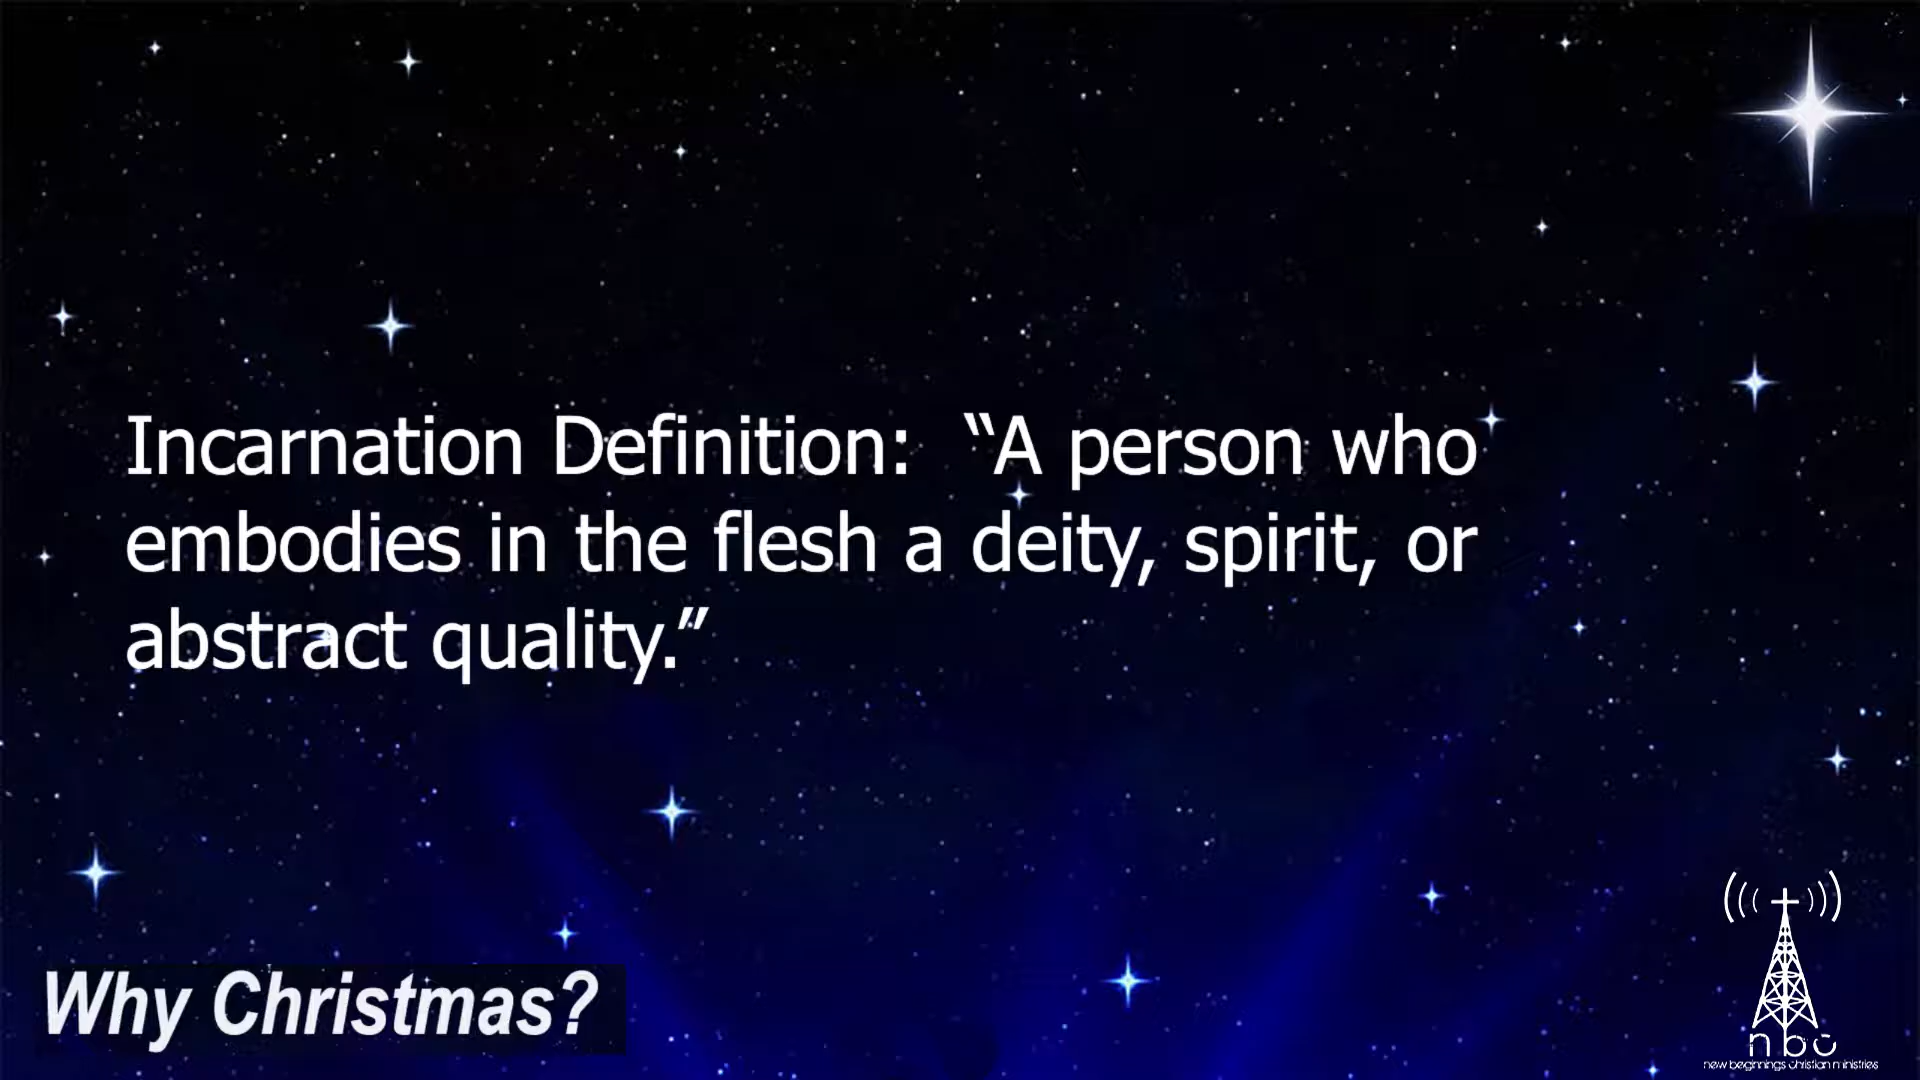 Incarnation Definition:  “A person who
embodies in the flesh a deity, spirit, or
abstract quality.”
Why Christmas?
nbc
new beginnings christian ministries